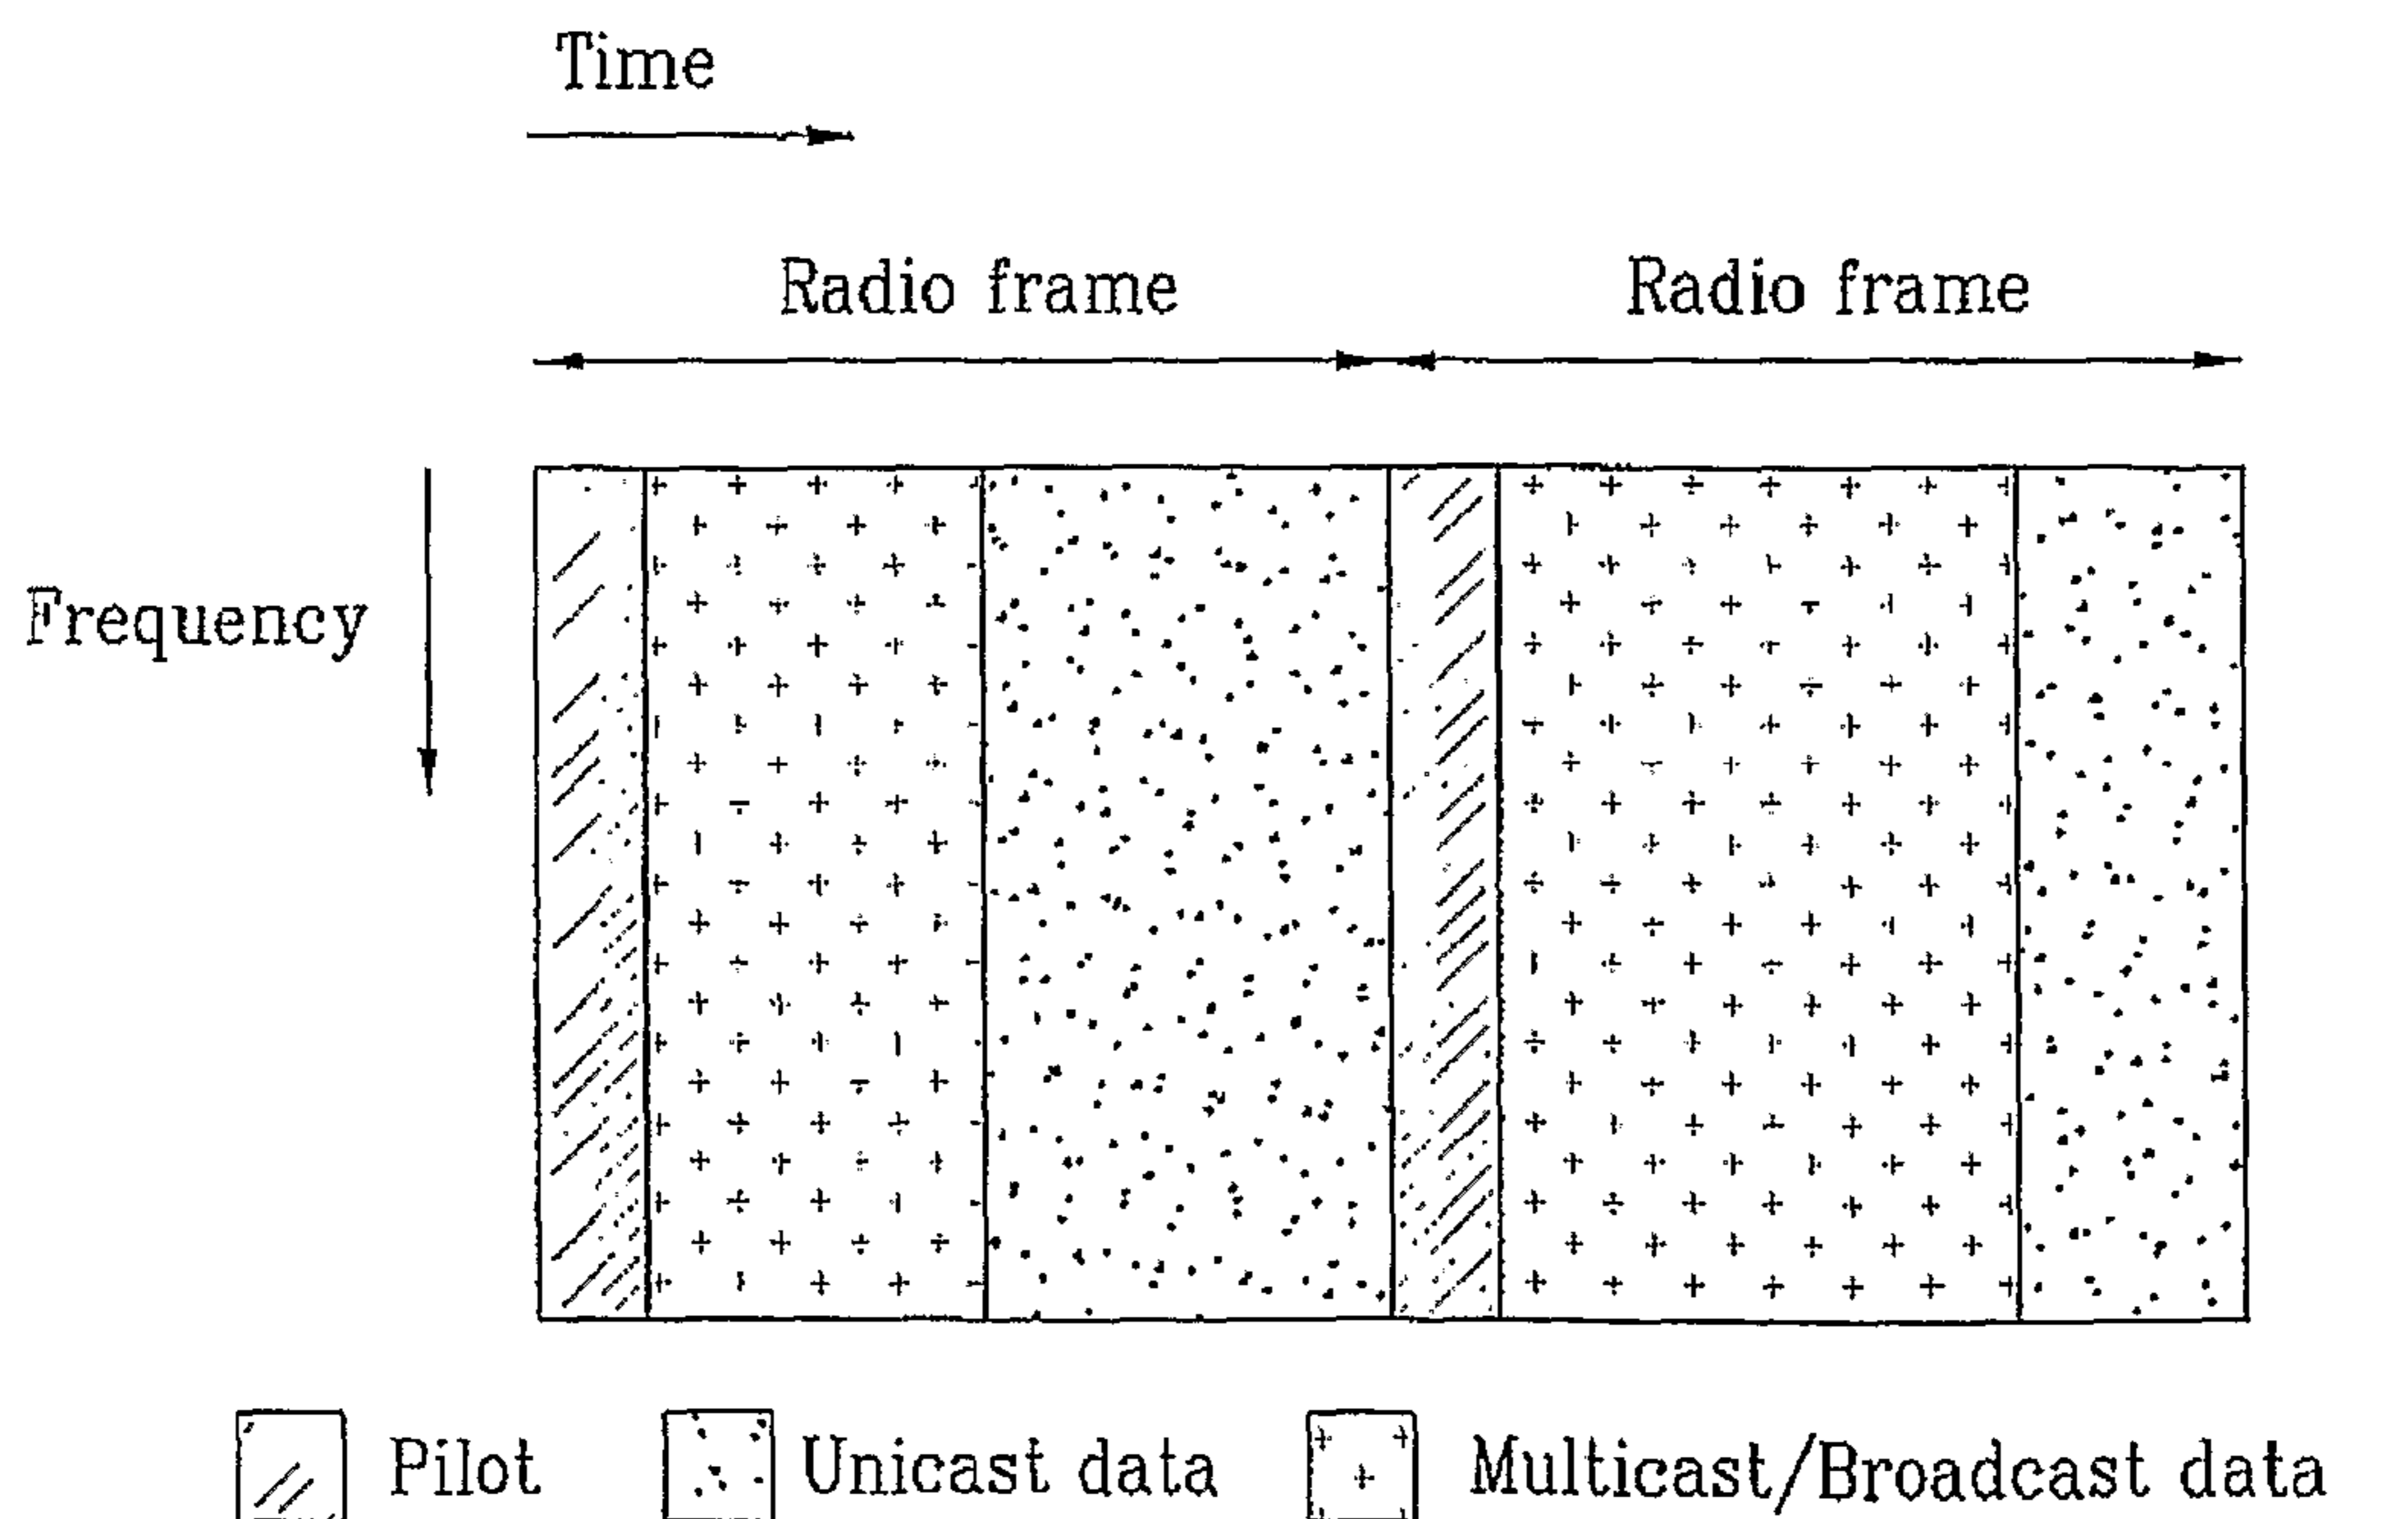 Time
Radio frame Radio frame
Frequency
Pilot Unicast data Multicast/Broadcast data